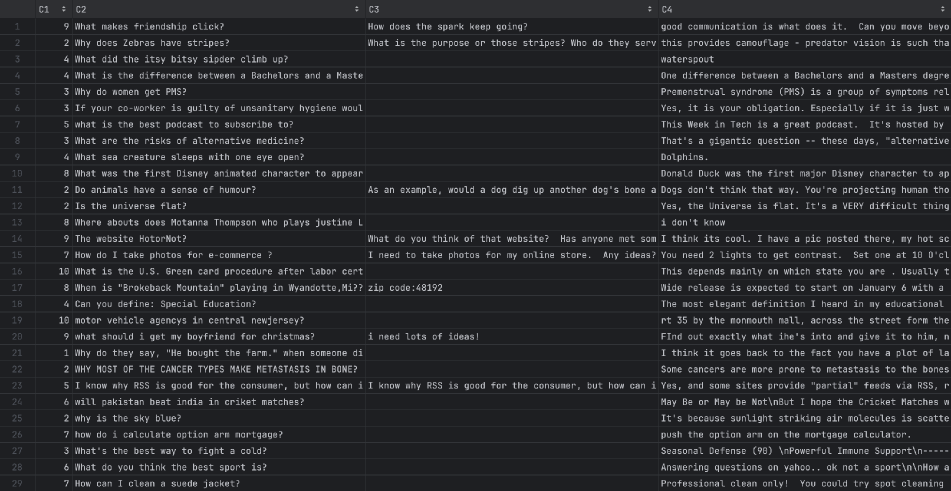 C1 C2 C3 C4
1 9 What makes friendship click? How does the spark keep going? good communication is what does it. Can you move beyo
2 2 Why does Zebras have stripes? What is the purpose or those stripes? Who do they serv this provides camouflage - predator vision is such tha
3 4 What did the itsy bitsy sipder climb up? waterspout
4 4 What is the difference between a Bachelors and a Maste One difference between a Bachelors and a Masters degre
5 3 Why do women get PMS? Premenstrual syndrome (PMS) is a group of symptoms rel
6 3 If your co-worker is guilty of unsanitary hygiene woul Yes, it is your obligation. Especially if it is just w
7 5 what is the best podcast to subscribe to? This Week in Tech is a great podcast. It's hosted by
8 3 What are the risks of alternative medicine? That's a gigantic question -- these days, "alternative
9 4 What sea creature sleeps with one eye open? Dolphins.
10 8 What was the first Disney animated character to appear Donald Duck was the first major Disney character to ap
11 2 Do animals have a sense of humour? As an example, would a dog dig up another dog's bone a Dogs don't think that way. You're projecting human tho
12 2 Is the universe flat? Yes, the Universe is flat. It's a VERY difficult thing
13 8 Where abouts does Motanna Thompson who plays justine L i don't know
14 9 The website HotorNot? What do you think of that website? Has anyone met som I think its cool. I have a pic posted there, my hot sc
15 7 How do I take photos for e-commerce ? I need to take photos for my online store. Any ideas? You need 2 lights to get contrast. Set one at 10 O'cl
16 10 What is the U.S. Green card procedure after labor cert This depends mainly on which state you are . Usually t
17 8 When is "Brokeback Mountain" playing in Wyandotte,Mi?? zip code:48192 Wide release is expected to start on January 6 with a
18 4 Can you define: Special Education? The most elegant definition I heard in my educational
19 10 motor vehicle agencys in central newjersey? rt 35 by the monmouth mall, across the street form the
20 9 what should i get my boyfriend for christmas? i need lots of ideas! FInd out exactly what ihe's into and give it to him, n
21 1 Why do they say, "He bought the farm." when someone di I think it goes back to the fact you have a plot of la
22 2 WHY MOST OF THE CANCER TYPES MAKE METASTASIS IN BONE? Some cancers are more prone to metastasis to the bones
23 5 I know why RSS is good for the consumer, but how can i I know why RSS is good for the consumer, but how can i Yes, and some sites provide "partial" feeds via RSS, r
24 6 will pakistan beat india in criket matches? May Be or May be Not\nBut I hope the Cricket Matches w
25 2 why is the sky blue? It's because sunlight striking air molecules is scatte
26 7 how do i calculate option arm mortgage? push the option arm on the mortgage calculator.
27 3 What's the best way to fight a cold? Seasonal Defense (90) \nPowerful Immune Support\n-----
28 6 What do you think the best sport is? Answering questions on yahoo.. ok not a sport\n\nHow a
29 7 How can I clean a suede jacket? Professional clean only! You could try spot cleaning